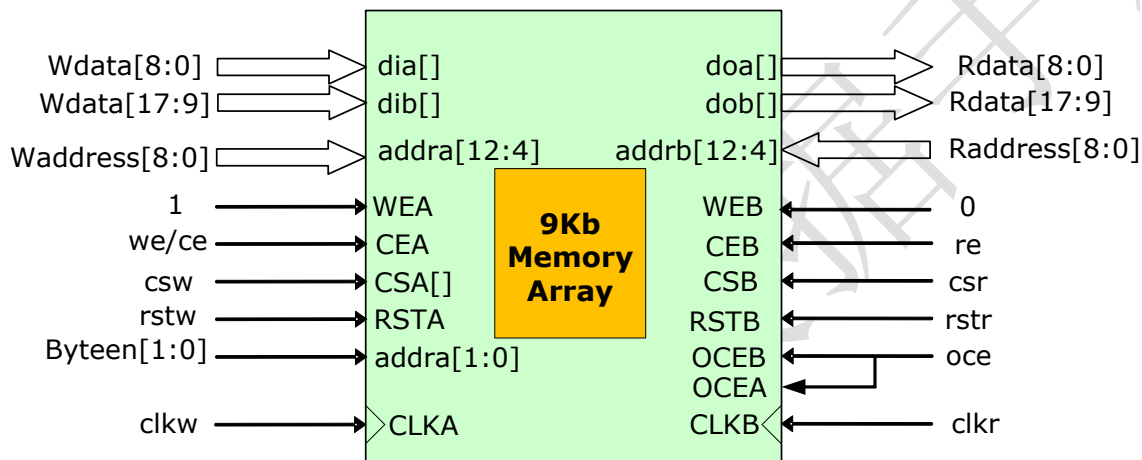 Wdata[8:0] dia[] doa[] Rdata[8:0]
Wdata[17:9] dib[] dob[] Rdata[17:9]
Waddress[8:0] addra[12:4] addrb[12:4] Raddress[8:0]
1 WEA WEB 0
we/ce CEA CEB re
csw CSA[] CSB csr
rstw RSTA RSTB rstr
Byteen[1:0] addra[1:0] OCEB oce
OCEA
clkw CLKA CLKB clkr
9Kb
Memory
Array